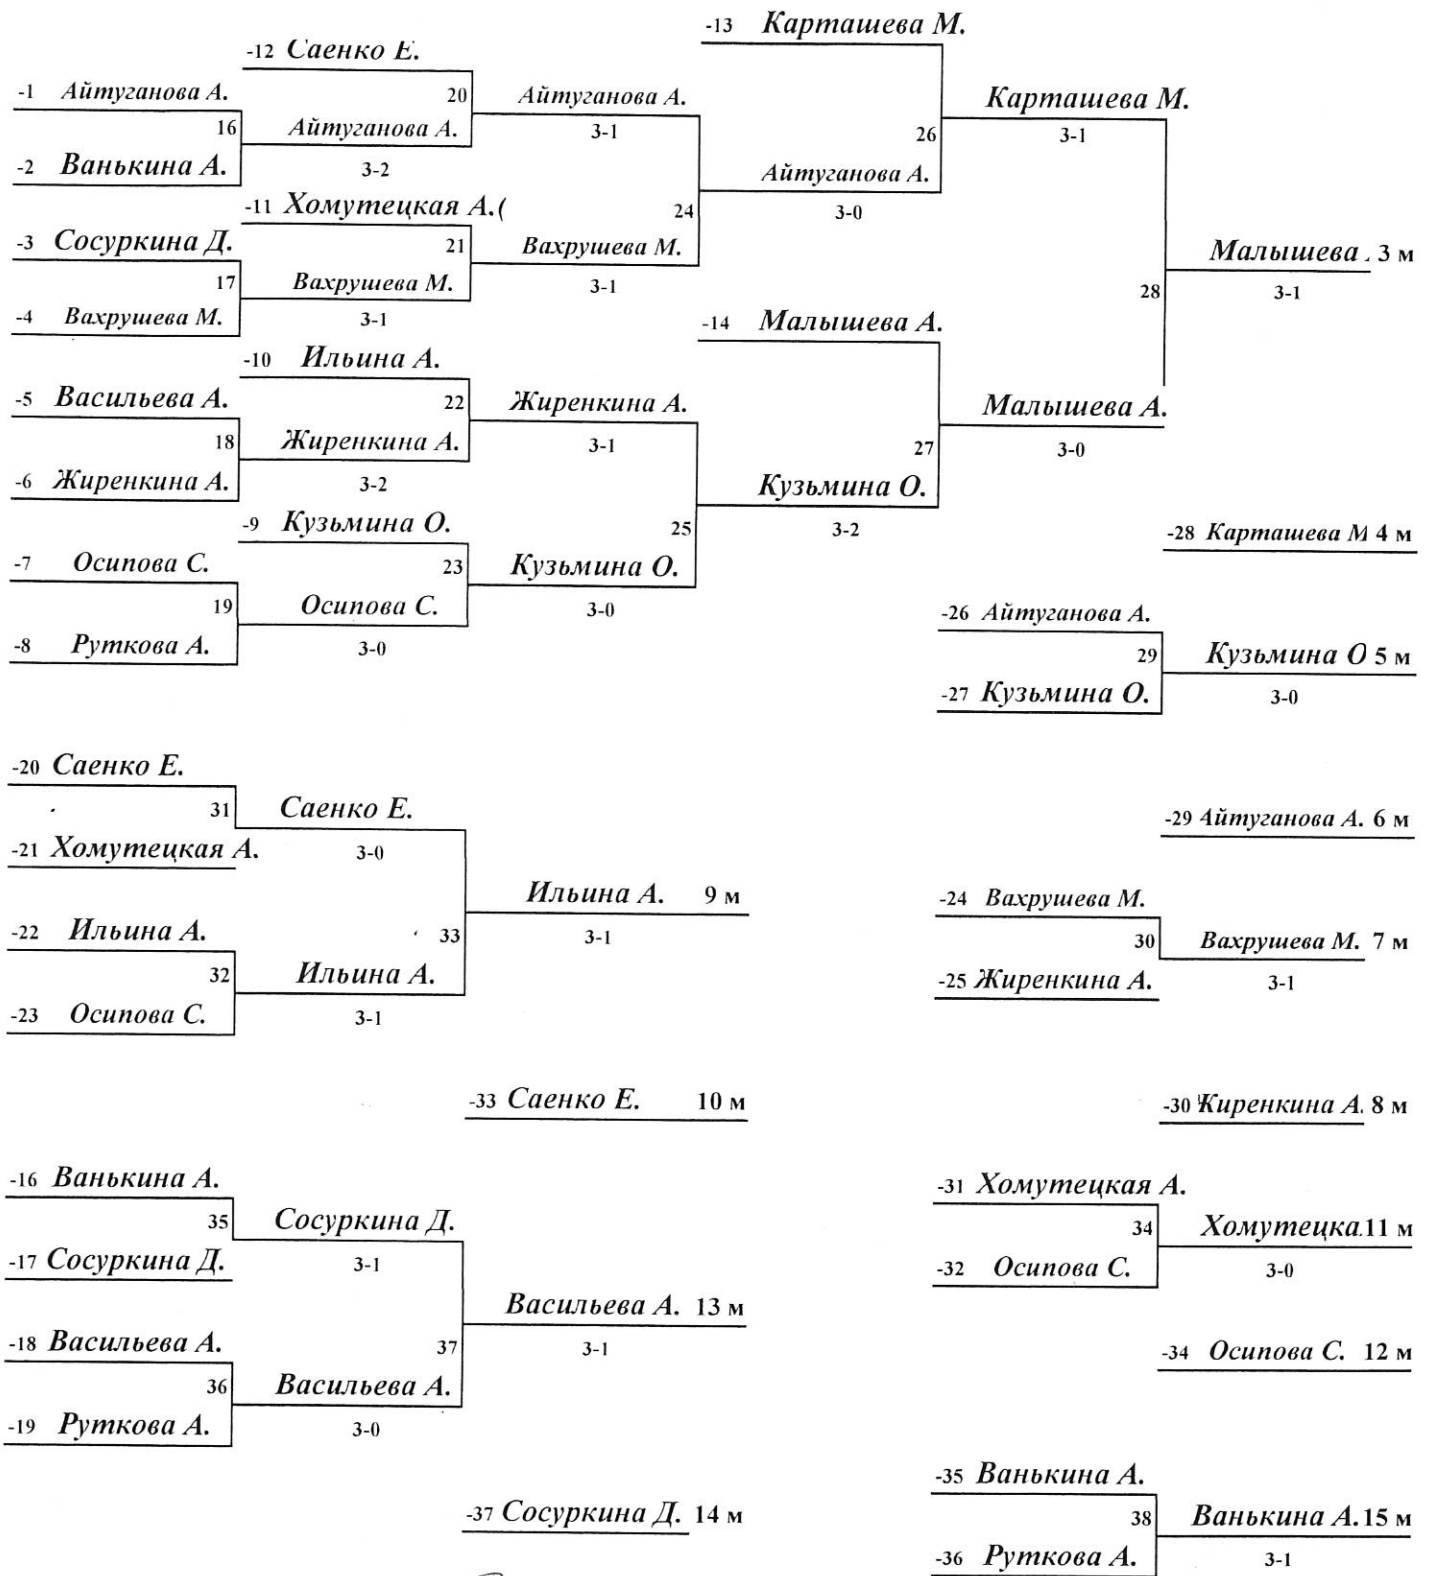 -13 Карташева М.
-12 Саенко Е.
-1 Айтуганова А.
20
Айтуганова А.
Карташева М.
16
Айтуганова А.
3-1
26
3-1
-2 Ванькина А.
3-2
Айтуганова А.
-11 Хомутецкая А.(
24
3-0
-3 Сосуркина Д.
21
Вахрушева М.
Малышева . 3 м
17
Вахрушева М.
3-1
28
3-1
-4 Вахрушева М.
3-1
-14 Малышева А.
-10 Ильина А.
-5 Васильева А.
22
Жиренкина А.
Малышева А.
18
Жиренкина А.
3-1
27
3-0
-6 Жиренкина А.
3-2
Кузьмина О.
-9 Кузьмина О.
25
3-2
-28 Карташева М 4 м
-7 Осипова С.
23
Кузьмина О.
19
Осипова С.
3-0
-26 Айтуганова А.
-8 Руткова А.
3-0
29
Кузьмина О 5 м
-27 Кузьмина О.
3-0
-20 Саенко Е.
31
Саенко Е.
-29 Айтуганова А. 6 м
-21 Хомутецкая А.
3-0
Ильина А. 9 м
-24 Вахрушева М.
-22 Ильина А.
33
3-1
30
Вахрушева М. 7 м
32
Ильина А.
-25 Жиренкина А.
3-1
-23 Осипова С.
3-1
-33 Саенко Е. 10 м
-30 Киренкина А. 8 м
-16 Ванькина А.
-31 Хомутецкая А.
35
Сосуркина Д.
34
Хомутецка. 11 м
-17 Сосуркина Д.
3-1
-32 Осипова С.
3-0
Васильева А. 13 м
-18 Васильева А.
37
3-1
-34 Осипова С. 12 м
36
Васильева А.
-19 Руткова А.
3-0
-35 Ванькина А.
-37 Сосуркина Д. 14 м
38
Ванькина А. 15 м
-36 Руткова А.
3-1